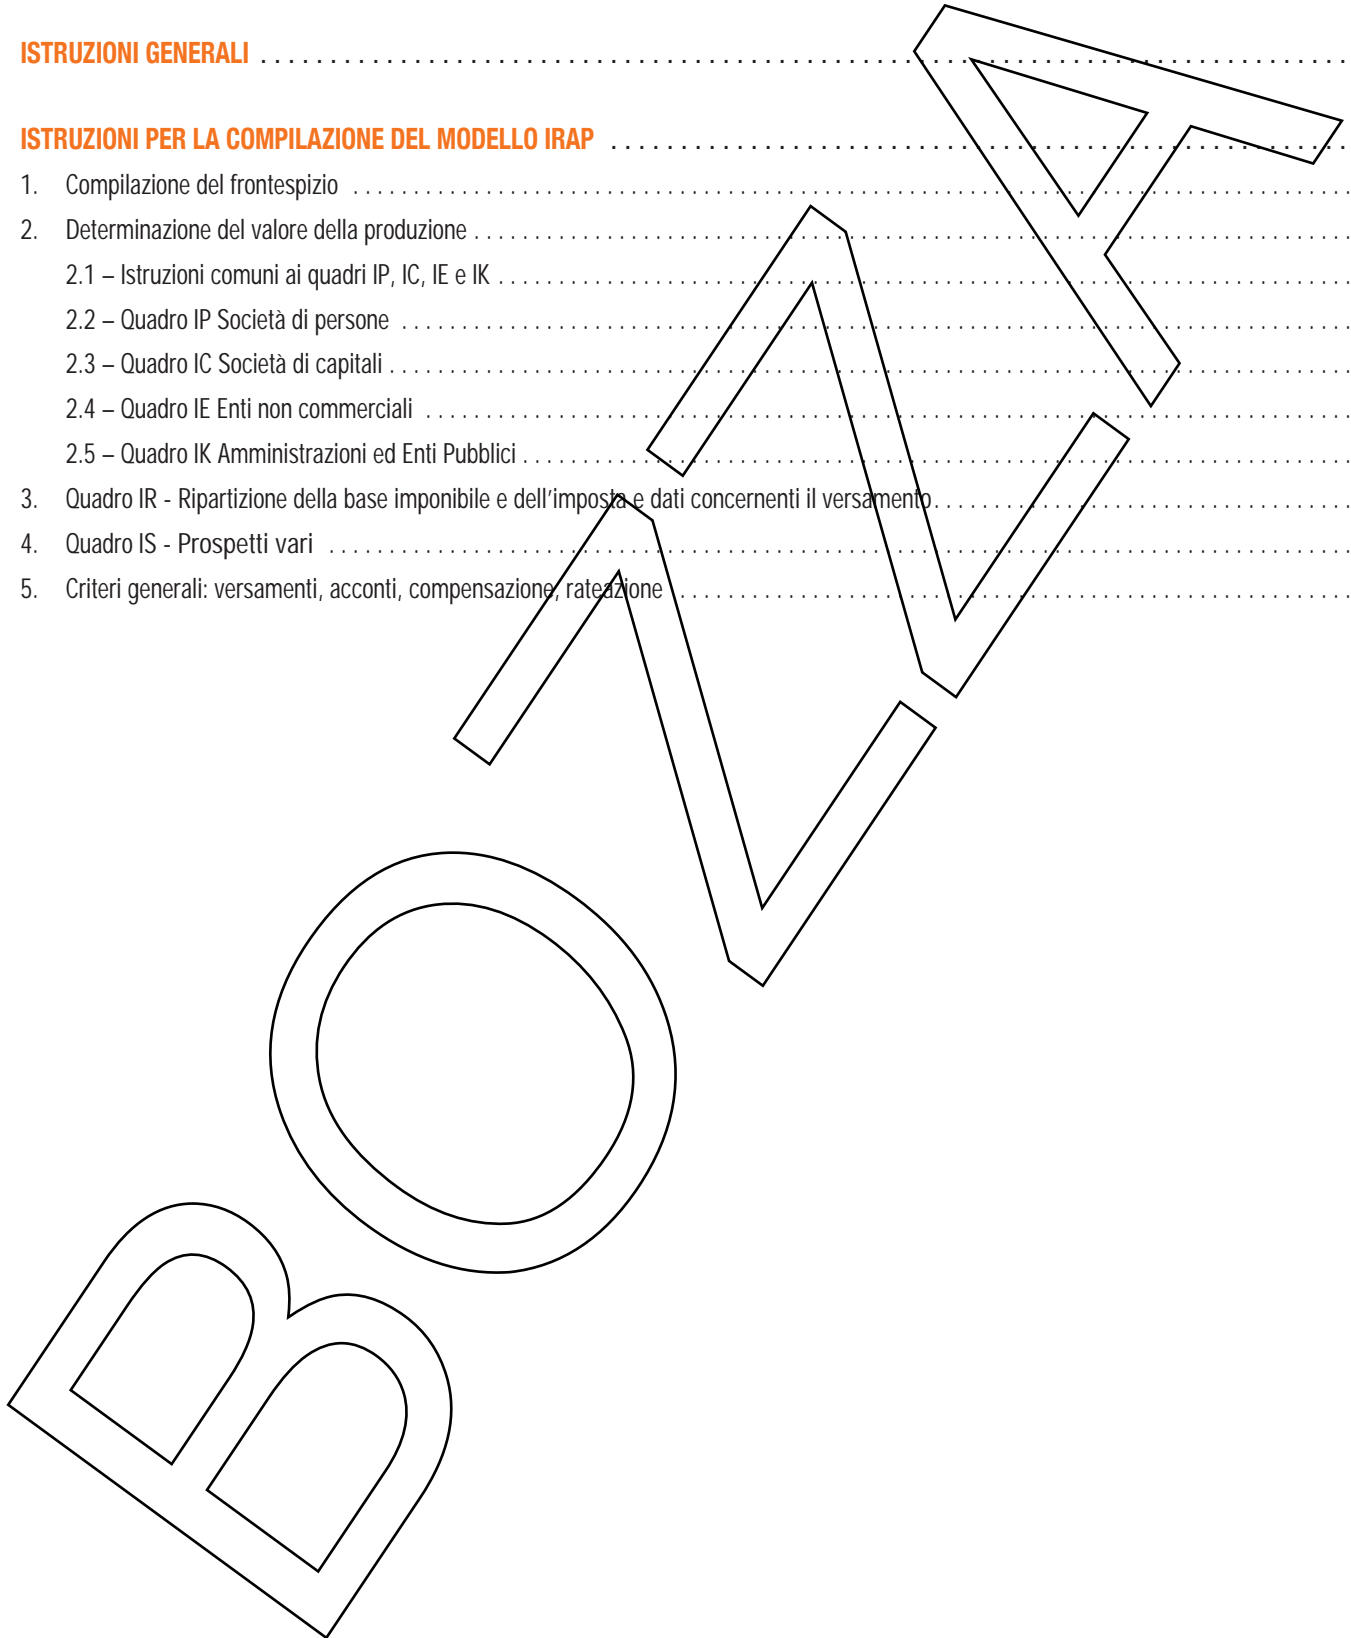 ISTRUZIONI GENERALI
ISTRUZIONI PER LA COMPILAZIONE DEL MODELLO IRAP
1. Compilazione del frontespizio
2. Determinazione del valore della produzione
2.1 – Istruzioni comuni ai quadri IP, IC, IE e IK
2.2 – Quadro IP Società di persone
2.3 – Quadro IC Società di capitali
2.4 – Quadro IE Enti non commerciali
2.5 – Quadro IK Amministrazioni ed Enti Pubblici
3. Quadro IR - Ripartizione della base imponibile e dell'imposta e dati concernenti il versamento
4. Quadro IS - Prospetti vari
5. Criteri generali: versamenti, acconti, compensazione, rateazione
BOZZA